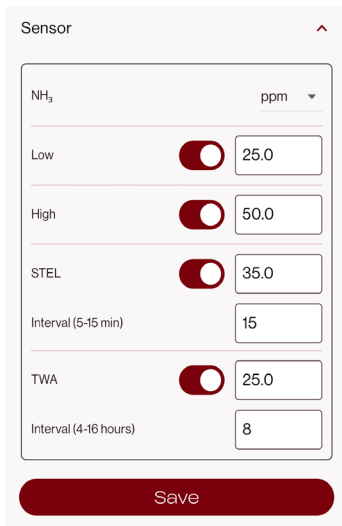 Sensor
NH₃ ppm
Low 25.0
High 50.0
STEL 35.0
Interval (5-15 min) 15
TWA 25.0
Interval (4-16 hours) 8
Save